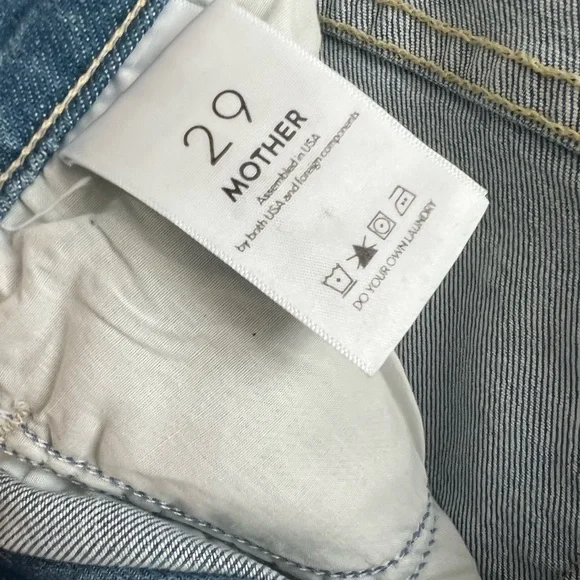 29
MOTHER
Assembled in USA
by both USA and foreign components
DO YOUR OWN LAUNDRY